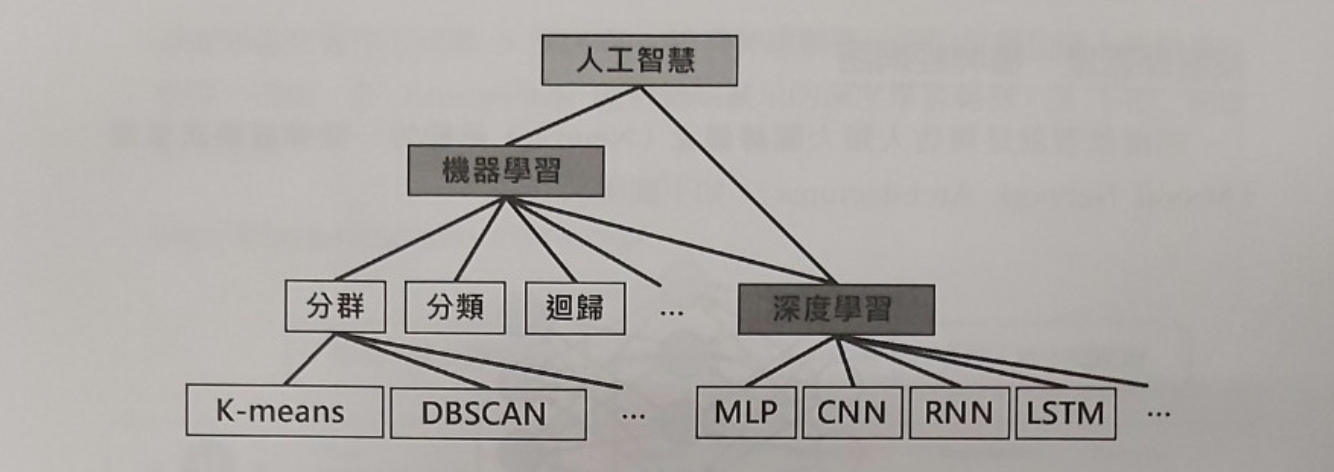 人工智慧
機器學習
分群 分類 迴歸 ... 深度學習
K-means DBSCAN ... MLP CNN RNN LSTM ...